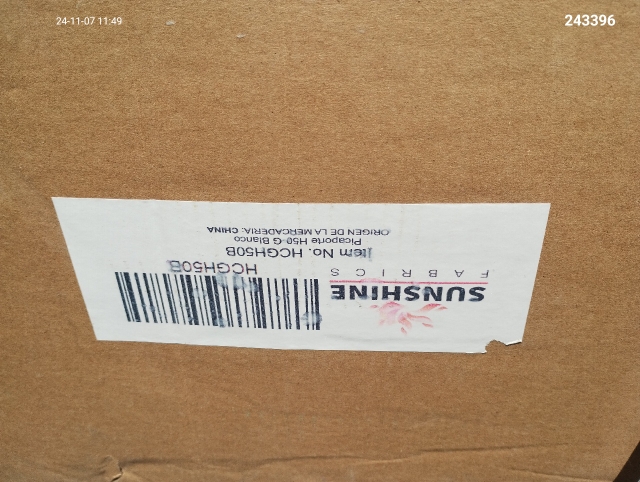 24-11-07 11:49
243396
SUNSHINE
FABRICS
HCGH50B
Item No. HCGH50B
Picaporte H50-G Blanco
ORIGEN DE LA MERCADERIA: CHINA